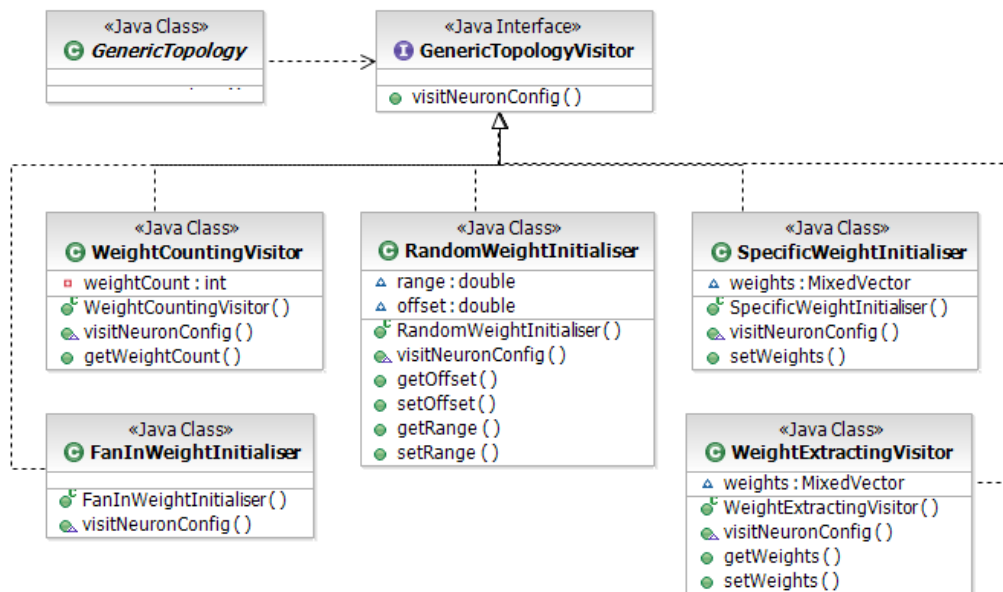 «Java Class»
GenericTopology
«Java Interface»
GenericTopologyVisitor
visitNeuronConfig ( )
«Java Class»
WeightCountingVisitor
weightCount : int
WeightCountingVisitor ( )
visitNeuronConfig ( )
getWeightCount ( )
«Java Class»
RandomWeightInitialiser
range : double
offset : double
RandomWeightInitialiser ( )
visitNeuronConfig ( )
getOffset ( )
setOffset ( )
getRange ( )
setRange ( )
«Java Class»
SpecificWeightInitialiser
weights : MixedVector
SpecificWeightInitialiser ( )
visitNeuronConfig ( )
setWeights ( )
«Java Class»
FanInWeightInitialiser
FanInWeightInitialiser ( )
visitNeuronConfig ( )
«Java Class»
WeightExtractingVisitor
weights : MixedVector
WeightExtractingVisitor ( )
visitNeuronConfig ( )
getWeights ( )
setWeights ( )